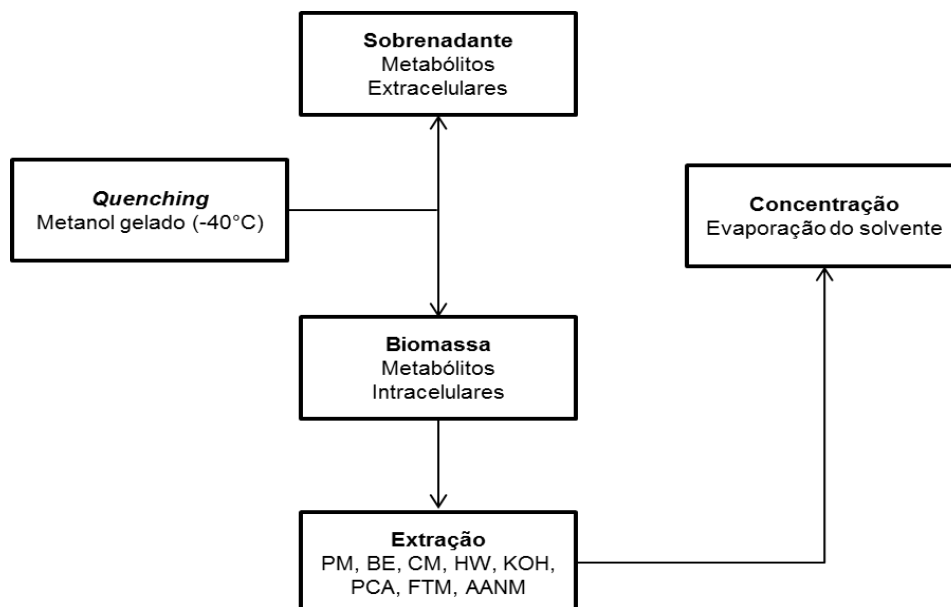 Sobrenadante
Metabólitos
Extracelulares
Quenching
Metanol gelado (-40°C)
Concentração
Evaporação do solvente
Biomassa
Metabólitos
Intracelulares
Extração
PM, BE, CM, HW, KOH,
PCA, FTM, AANM